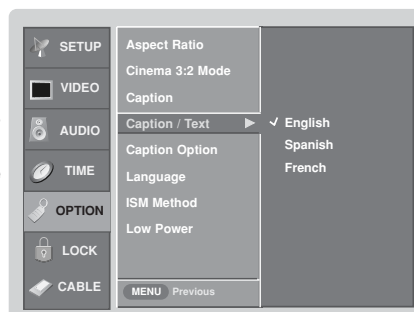 SETUP
VIDEO
AUDIO
TIME
OPTION
LOCK
CABLE
Aspect Ratio
Cinema 3:2 Mode
Caption
Caption / Text
Caption Option
Language
ISM Method
Low Power
MENU Previous
English
Spanish
French